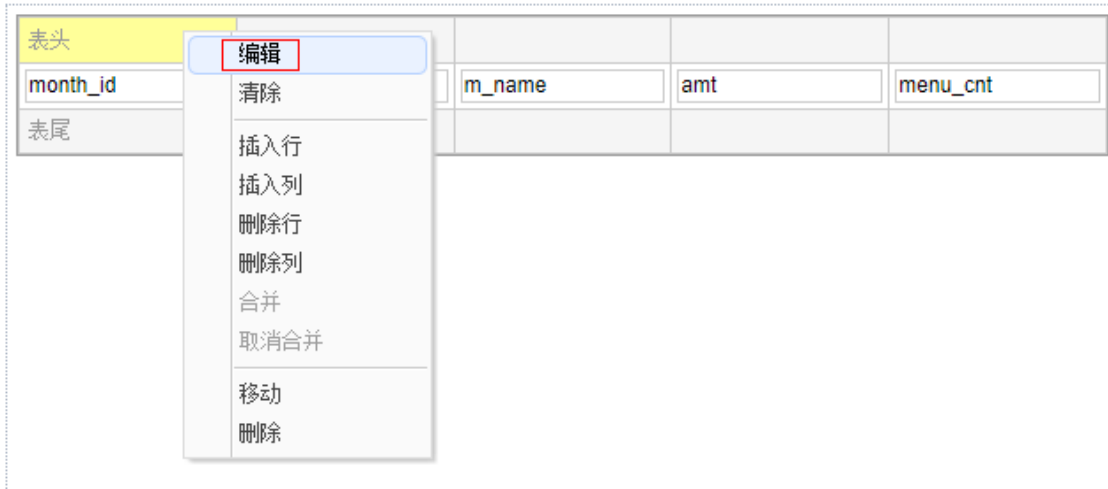 表头
month_id
m_name
amt
menu_cnt
表尾
编辑
清除
插入行
插入列
删除行
删除列
合并
取消合并
移动
删除